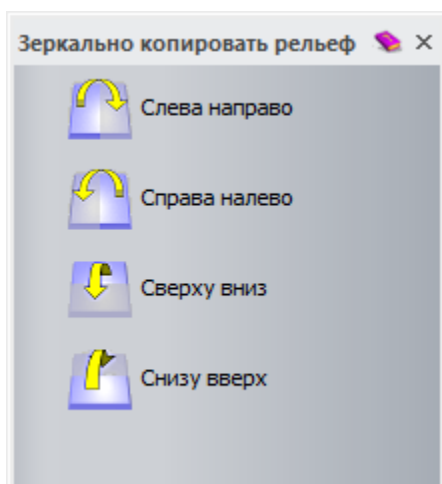 Зеркально копировать рельеф
Слева направо
Справа налево
Сверху вниз
Снизу вверх